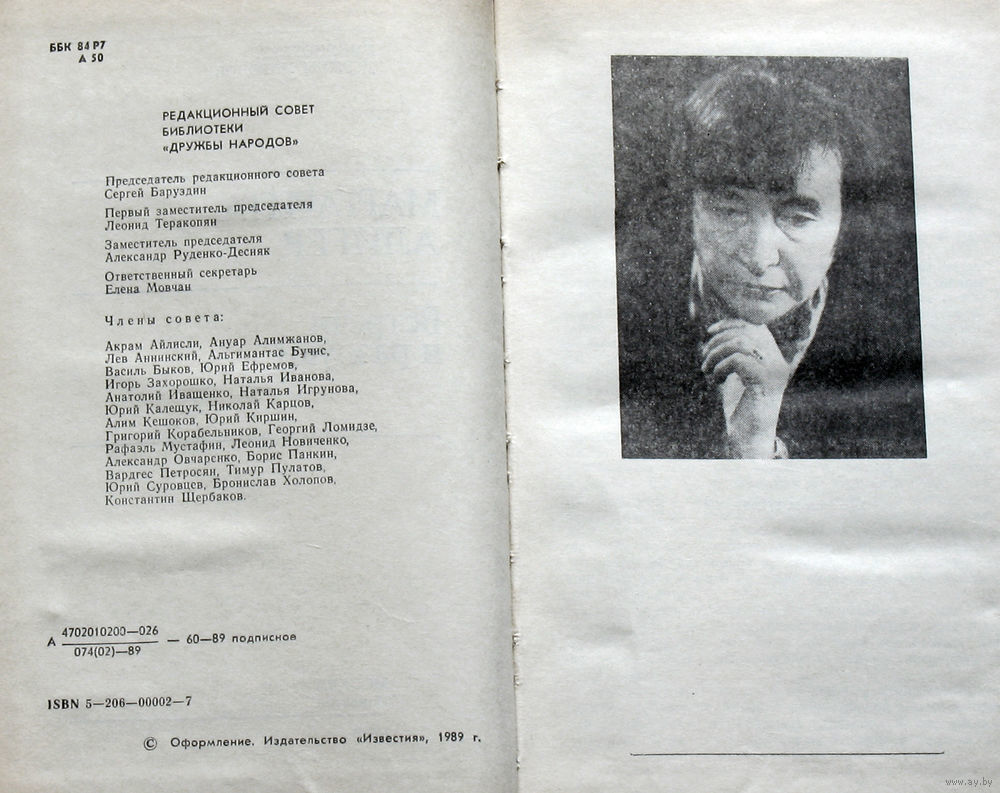 ББК 84 Р7
А 50
РЕДАКЦИОННЫЙ СОВЕТ
БИБЛИОТЕКИ
«ДРУЖБЫ НАРОДОВ»
Председатель редакционного совета
Сергей Баруздин
Первый заместитель председателя
Леонид Теракопян
Заместитель председателя
Александр Руденко-Десняк
Ответственный секретарь
Елена Мовчан
Члены совета:
Акрам Айлисли, Ануар Алимжанов,
Лев Аннинский, Альгимантас Бучис,
Василь Быков, Юрий Ефремов,
Игорь Захорошко, Наталья Иванова,
Анатолий Иващенко, Наталья Игрунова,
Юрий Калещук, Николай Карцов,
Алим Кешоков, Юрий Киршин,
Григорий Корабельников, Георгий Ломидзе,
Рафаэль Мустафин, Леонид Новиченко,
Александр Овчаренко, Борис Панкин,
Вардгес Петросян, Тимур Пулатов,
Юрий Суровцев, Бронислав Холопов,
Константин Щербаков.
А 4702010200—026 — 60—89 подписное
074(02)—89
ISBN 5—206—00002—7
© Оформление. Издательство «Известия», 1989 г.
www.ay.by